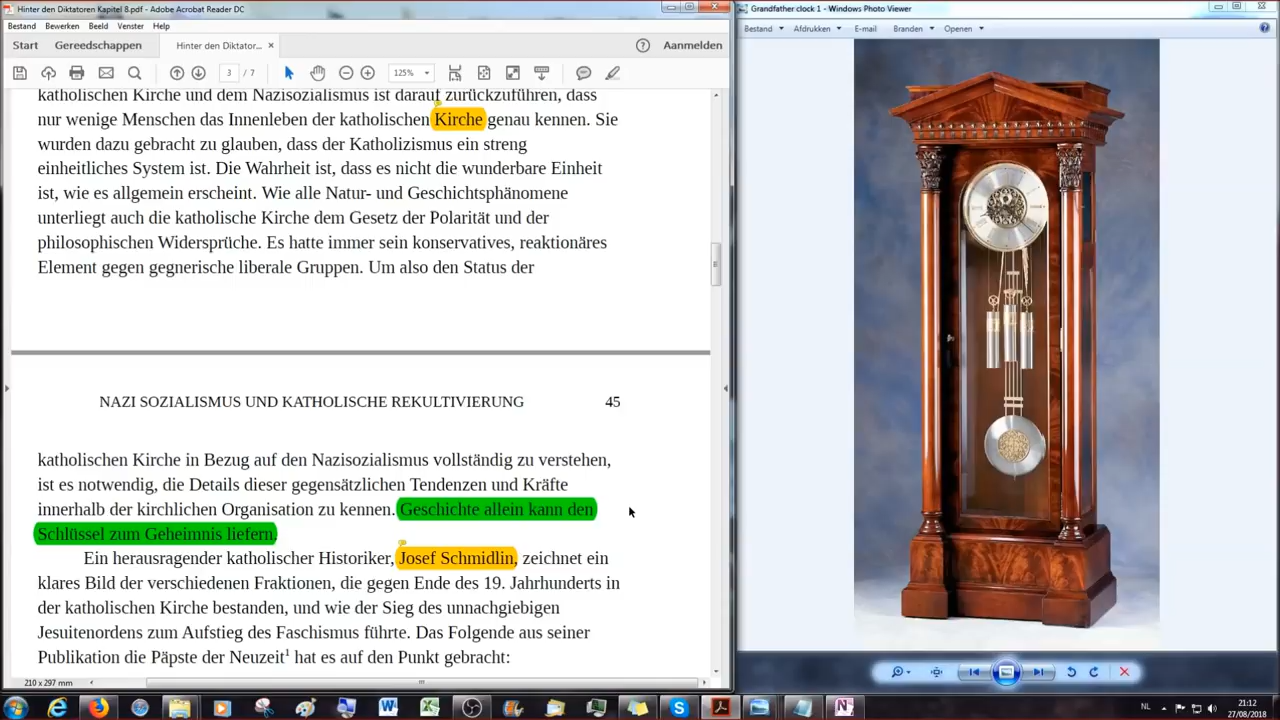 Hinter den Diktatoren Kapitel 8.pdf - Adobe Acrobat Reader DC
Bestand Bewerken Beeld Venster Help
Start Gereedschappen Hinter den Diktator... × Aanmelden
3 / 7 125%
katholischen Kirche und dem Nazisozialismus ist darauf zurückzuführen, dass
nur wenige Menschen das Innenleben der katholischen Kirche genau kennen. Sie
wurden dazu gebracht zu glauben, dass der Katholizismus ein streng
einheitliches System ist. Die Wahrheit ist, dass es nicht die wunderbare Einheit
ist, wie es allgemein erscheint. Wie alle Natur- und Geschichtsphänomene
unterliegt auch die katholische Kirche dem Gesetz der Polarität und der
philosophischen Widersprüche. Es hatte immer sein konservatives, reaktionäres
Element gegen gegnerische liberale Gruppen. Um also den Status der
NAZI SOZIALISMUS UND KATHOLISCHE REKULTIVIERUNG 45
katholischen Kirche in Bezug auf den Nazisozialismus vollständig zu verstehen,
ist es notwendig, die Details dieser gegensätzlichen Tendenzen und Kräfte
innerhalb der kirchlichen Organisation zu kennen. Geschichte allein kann den
Schlüssel zum Geheimnis liefern.
Ein herausragender katholischer Historiker, Josef Schmidlin, zeichnet ein
klares Bild der verschiedenen Fraktionen, die gegen Ende des 19. Jahrhunderts in
der katholischen Kirche bestanden, und wie der Sieg des unnachgiebigen
Jesuitenordens zum Aufstieg des Faschismus führte. Das Folgende aus seiner
Publikation die Päpste der Neuzeit¹ hat es auf den Punkt gebracht:
210 x 297 mm
Grandfather clock 1 - Windows Photo Viewer
Bestand Afdrukken E-mail Branden Openen
NL 21:12
27/08/2018